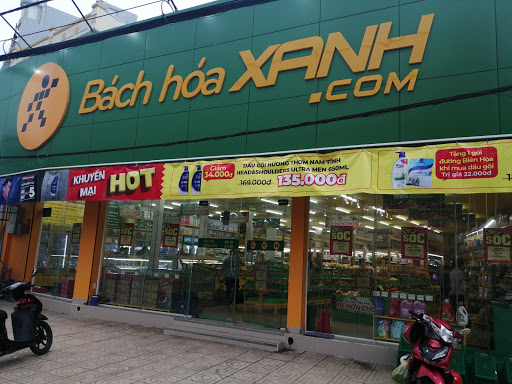 Bách hóa XANH
.COM
KHUYẾN MẠI
HOT
Giảm
34.000đ
DẦU GỘI HƯƠNG THƠM NAM TÍNH
HEAD&SHOULDERS ULTRA MEN 650ML
169.000đ
135.000đ
Tặng 1 gói
đường Biên Hòa
khi mua dầu gội
Trị giá 22.000đ
SỐC
SỐC
SỐC